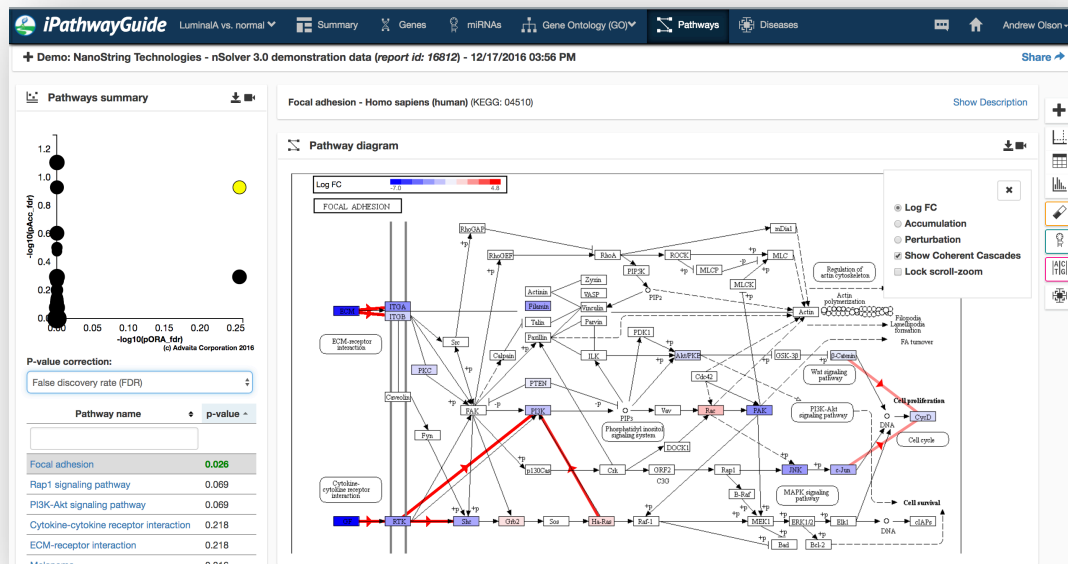 iPathwayGuide LuminalA vs. normal Summary Genes miRNAs Gene Ontology (GO) Pathways Diseases Andrew Olson
Demo: NanoString Technologies - nSolver 3.0 demonstration data (report id: 16812) - 12/17/2016 03:56 PM Share
Pathways summary
-log10(pAcc_fdr)
1.2
1.0
0.8
0.6
0.4
0.2
0.0
0.00 0.05 0.10 0.15 0.20 0.25
-log10(pORA_fdr)
(c) Advaita Corporation 2016
P-value correction:
False discovery rate (FDR)
Pathway name p-value
Focal adhesion 0.026
Rap1 signaling pathway 0.069
PI3K-Akt signaling pathway 0.069
Cytokine-cytokine receptor interaction 0.218
ECM-receptor interaction 0.218
Focal adhesion - Homo sapiens (human) (KEGG: 04510) Show Description
Pathway diagram
Log FC -7.0 4.8
FOCAL ADHESION
Log FC
Accumulation
Perturbation
Show Coherent Cascades
Lock scroll-zoom
RhoGAP
mDia1
RhoGEF
RhoA
ROCK
MLC
MLCP
PIP5K
MLCK
PIP2
Regulation of
actin cytoskeleton
Zyxin
Actinin
VASP
Filamin
Vinculin
Talin
Parvin
Paxillin
Actin
Actin
polymerization
Filopodia
Lamellipodia
formation
FA turnover
ECM
ITGA
ITGB
ECM-receptor
interaction
Src
Calpain
ILK
PDK1
Akt/PKB
GSK-3β
β-Catenin
PKC
PTEN
Cdc42
Wnt signaling
pathway
Caveolin
FAK
PI3K
PIP3
Vav
Rac
PAK
PI3K-Akt
signaling pathway
Cell proliferation
CycD
DNA
Cell cycle
Phosphatidyl inositol
signaling system
Fyn
DOCK1
p130Cas
Crk
GRF2
C3G
Rap1
JNK
c-Jun
Cytokine-
cytokine receptor
interaction
B-Raf
MAPK signaling
pathway
Cell survival
RTK
Shc
Grb2
Sos
Ha-Ras
Raf-1
MEK1
ERK1/2
Elk1
DNA
cIAPs
Bad
Bcl-2